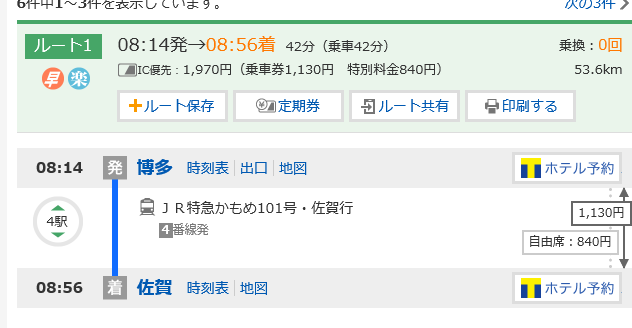 6件中1～3件を表示しています。 次の3件
ルート1 08:14発→08:56着 42分（乗車42分） 乗換：0回
早 楽 IC優先：1,970円（乗車券1,130円 特別料金840円） 53.6km
ルート保存 定期券 ルート共有 印刷する
08:14 発 博多 時刻表 出口 地図 ホテル予約
4駅 ＪＲ特急かもめ101号・佐賀行 1,130円
4番線発
自由席：840円
08:56 着 佐賀 時刻表 地図 ホテル予約